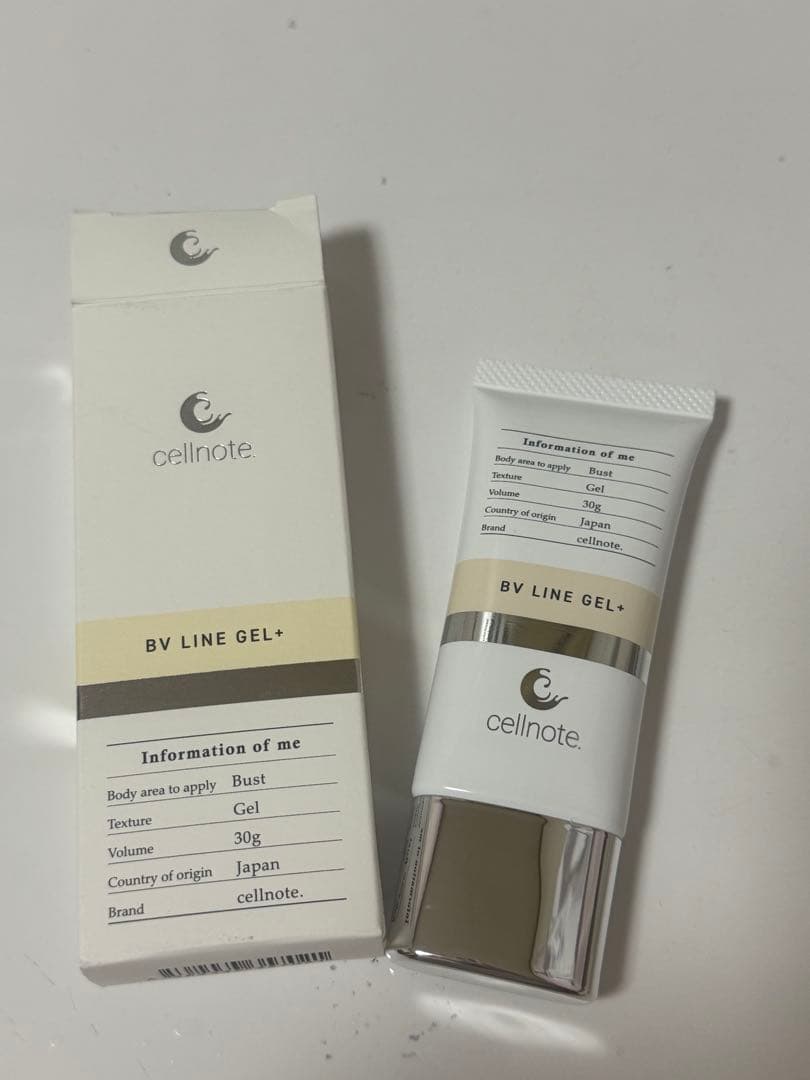 cellnote.
BV LINE GEL+
Information of me
Body area to apply Bust
Texture Gel
Volume 30g
Country of origin Japan
Brand cellnote.
Information of me
Body area to apply Bust
Texture Gel
Volume 30g
Country of origin Japan
Brand cellnote.
BV LINE GEL+
cellnote.